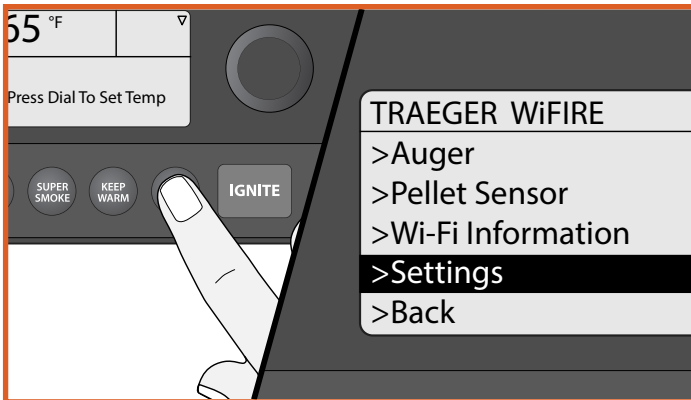 65 °F
Press Dial To Set Temp
SUPER
SMOKE
KEEP
WARM
IGNITE
TRAEGER WiFIRE
>Auger
>Pellet Sensor
>Wi-Fi Information
>Settings
>Back